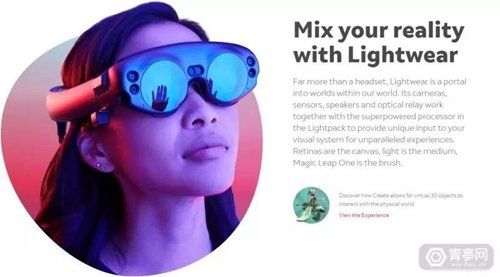 Mix your reality
with Lightwear
Far more than a headset, Lightwear is a portal
into worlds within our world. Its cameras,
sensors, speakers and optical relay work
together with the superpowered processor in
the Lightpack to provide unique input to your
visual system for unparalleled experiences.
Retinas are the canvas, light is the medium,
Magic Leap One is the brush.
Discover how Create allows for virtual 3D objects to
interact with the physical world
View the Experience
青亭网